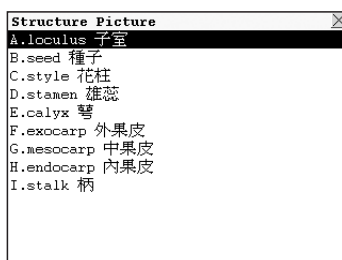 Structure Picture
A.loculus 子室
B.seed 種子
C.style 花柱
D.stamen 雄蕊
E.calyx 萼
F.exocarp 外果皮
G.mesocarp 中果皮
H.endocarp 內果皮
I.stalk 柄